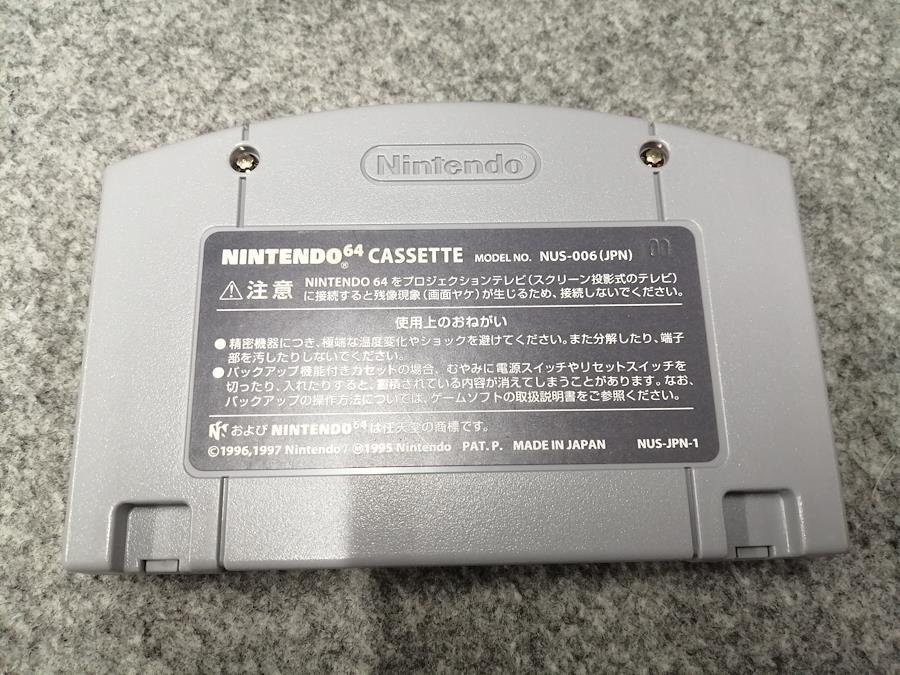 Nintendo
NINTENDO64® CASSETTE MODEL NO. NUS-006(JPN)
⚠注意 NINTENDO 64をプロジェクションテレビ(スクリーン投影式のテレビ)
に接続すると残像現象(画面ヤケ)が生じるため、接続しないでください。
使用上のおねがい
●精密機器につき、極端な温度変化やショックを避けてください。また分解したり、端子
部を汚したりしないでください。
●バックアップ機能付きカセットの場合、むやみに電源スイッチやリセットスイッチを
切ったり、入れたりすると、蓄積されている内容が消えてしまうことがあります。なお、
バックアップの操作方法については、ゲームソフトの取扱説明書をご参照ください。
および NINTENDO64 は任天堂の商標です。
©1996,1997 Nintendo / Ⓜ1995 Nintendo PAT. P. MADE IN JAPAN NUS-JPN-1